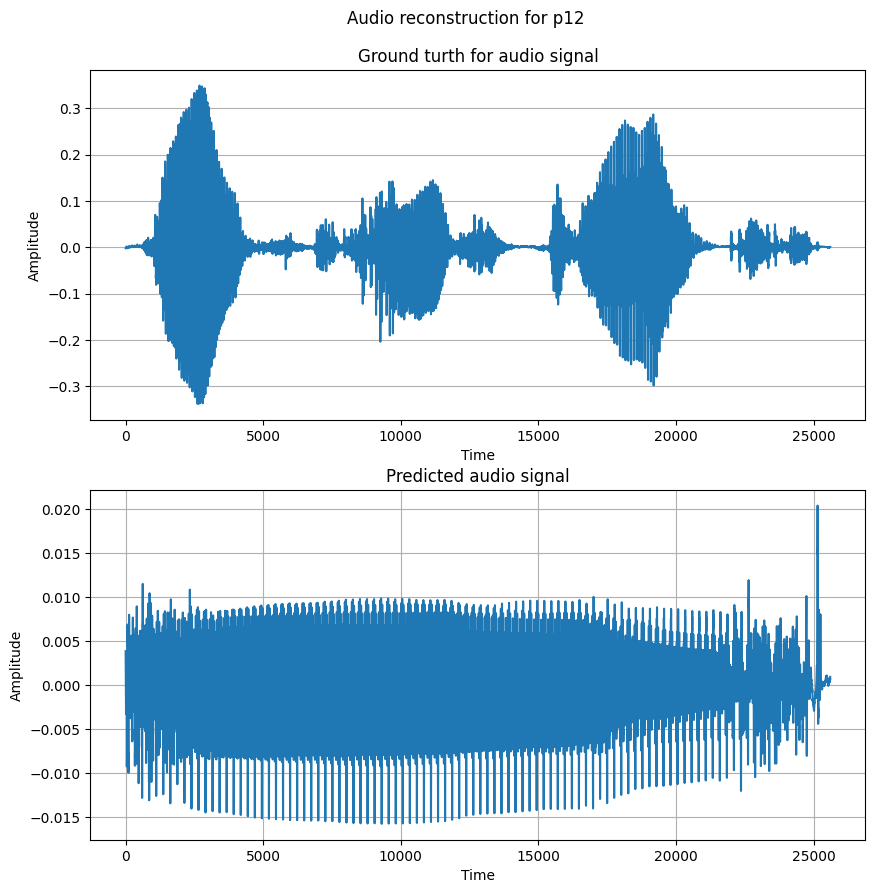 Audio reconstruction for p12
Ground turth for audio signal
0.3
0.2
0.1
0.0
−0.1
−0.2
−0.3
Amplitude
0 5000 10000 15000 20000 25000
Time
Predicted audio signal
0.020
0.015
0.010
0.005
0.000
−0.005
−0.010
−0.015
Amplitude
0 5000 10000 15000 20000 25000
Time